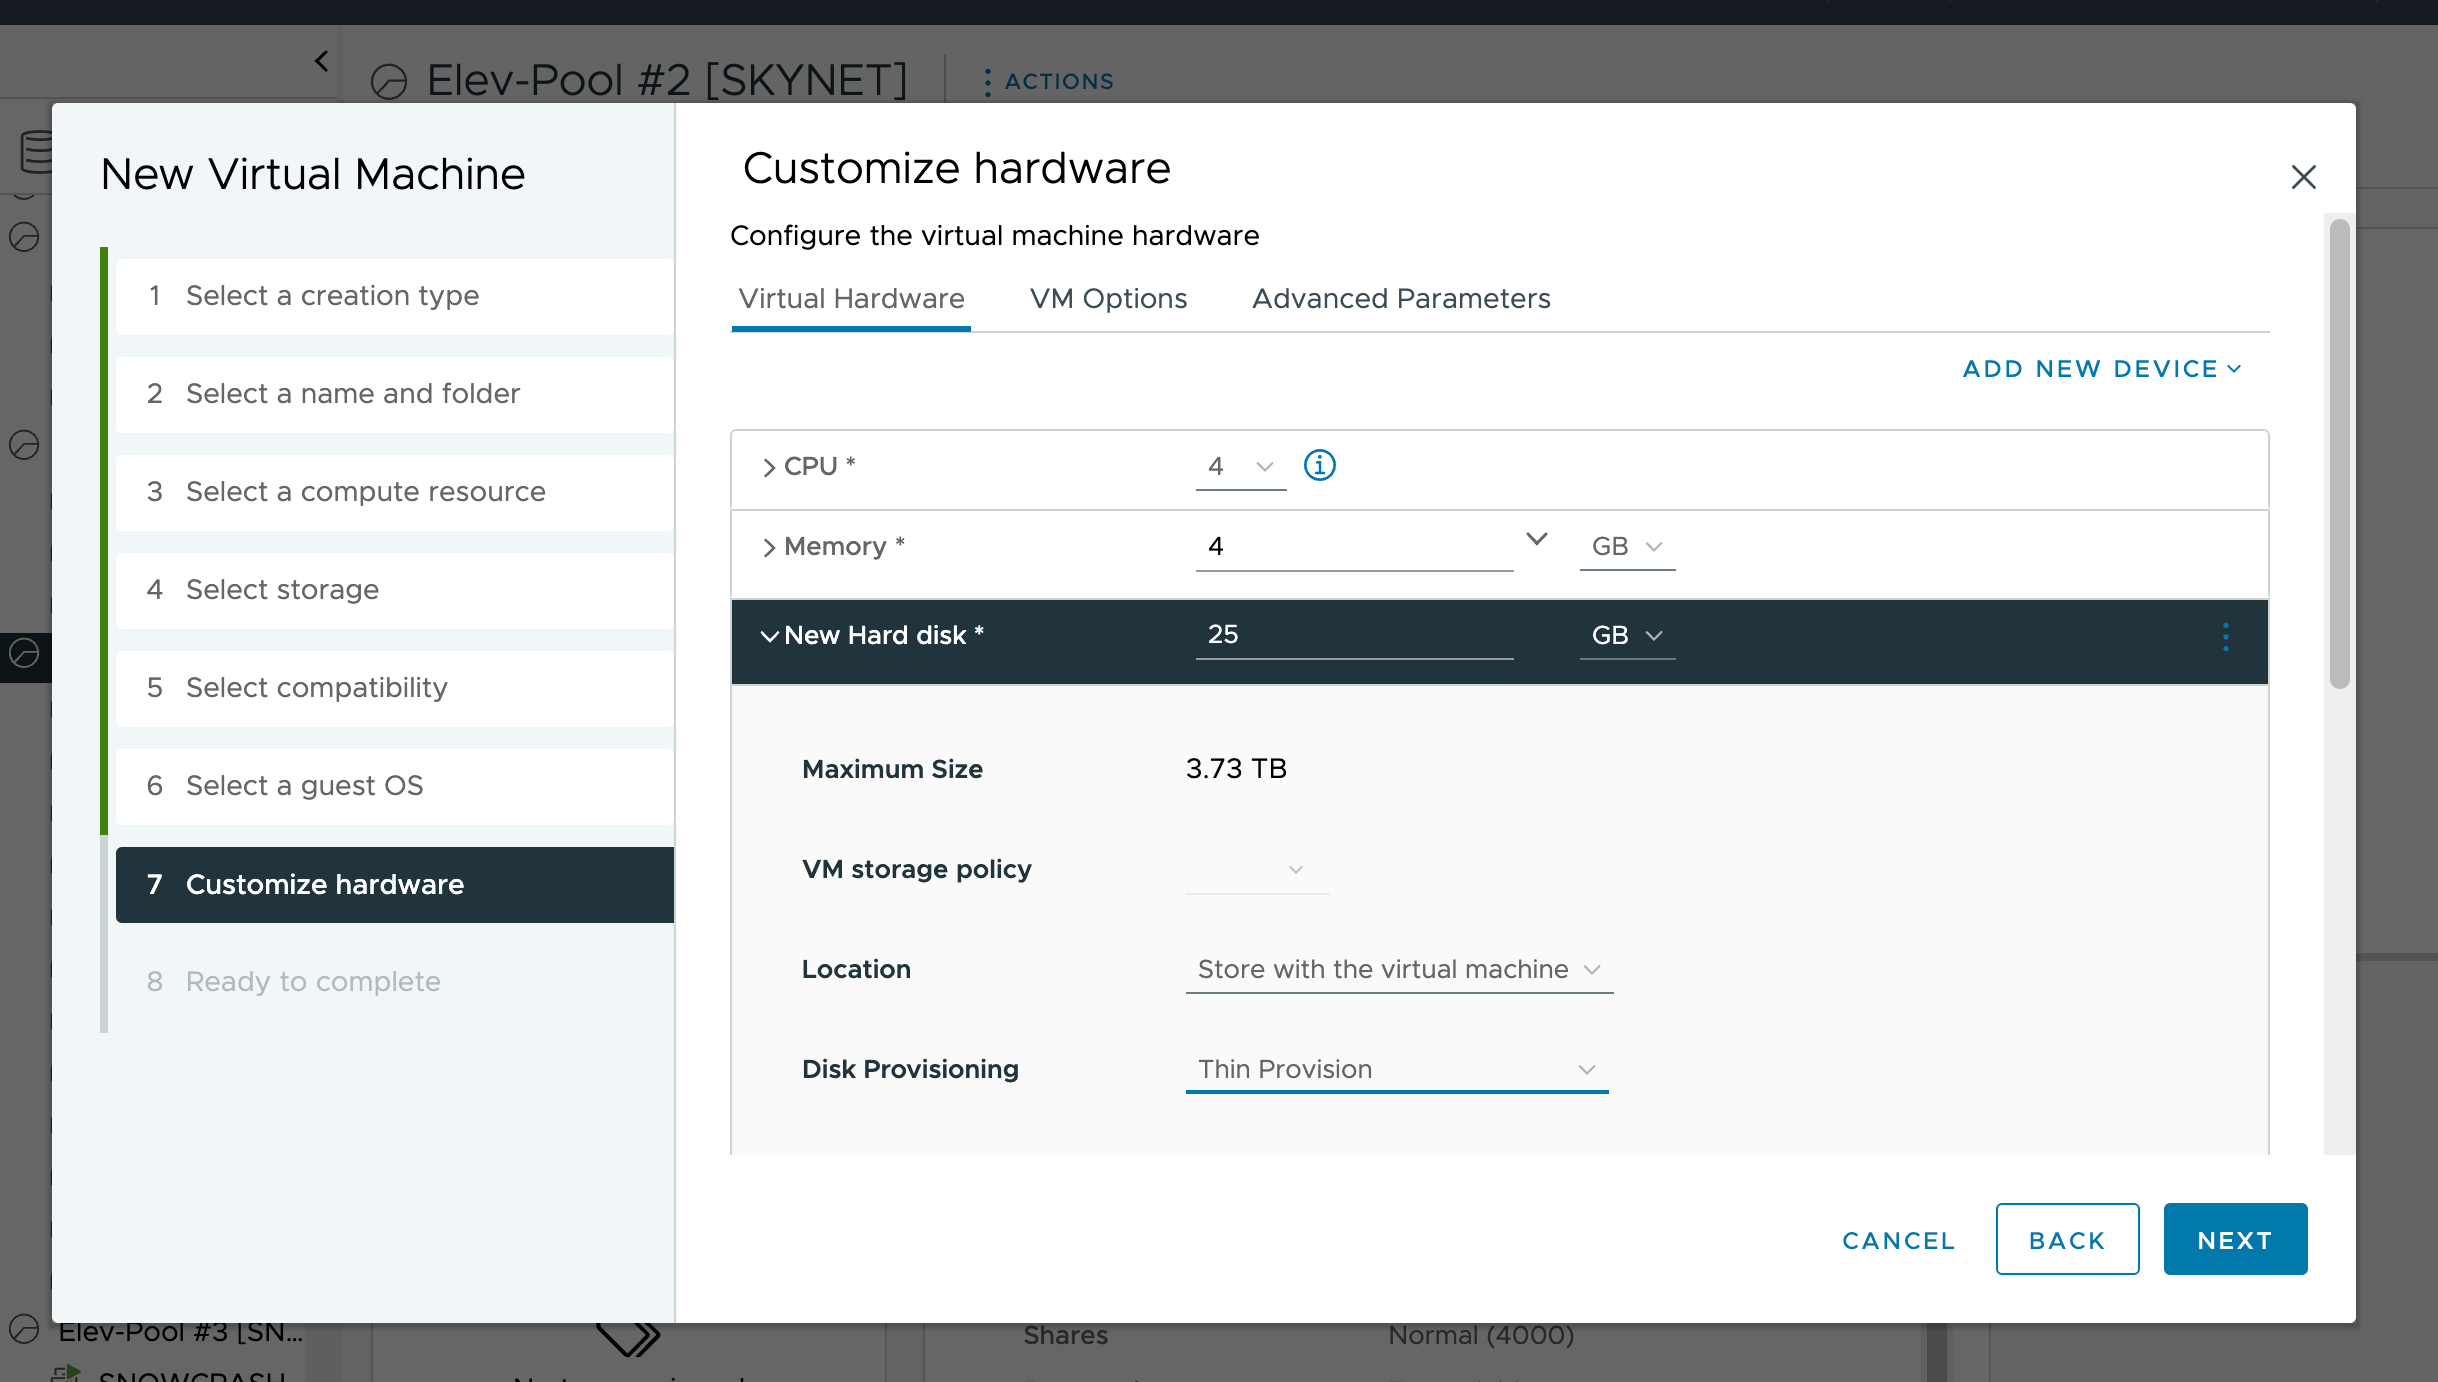 Elev-Pool #2 [SKYNET]
ACTIONS
New Virtual Machine
1 Select a creation type
2 Select a name and folder
3 Select a compute resource
4 Select storage
5 Select compatibility
6 Select a guest OS
7 Customize hardware
8 Ready to complete
Customize hardware
Configure the virtual machine hardware
Virtual Hardware VM Options Advanced Parameters
ADD NEW DEVICE
CPU * 4
Memory * 4 GB
New Hard disk * 25 GB
Maximum Size 3.73 TB
VM storage policy
Location Store with the virtual machine
Disk Provisioning Thin Provision
CANCEL BACK NEXT
Elev-Pool #3 [SN...
Shares Normal (4000)
SNOWCRASH